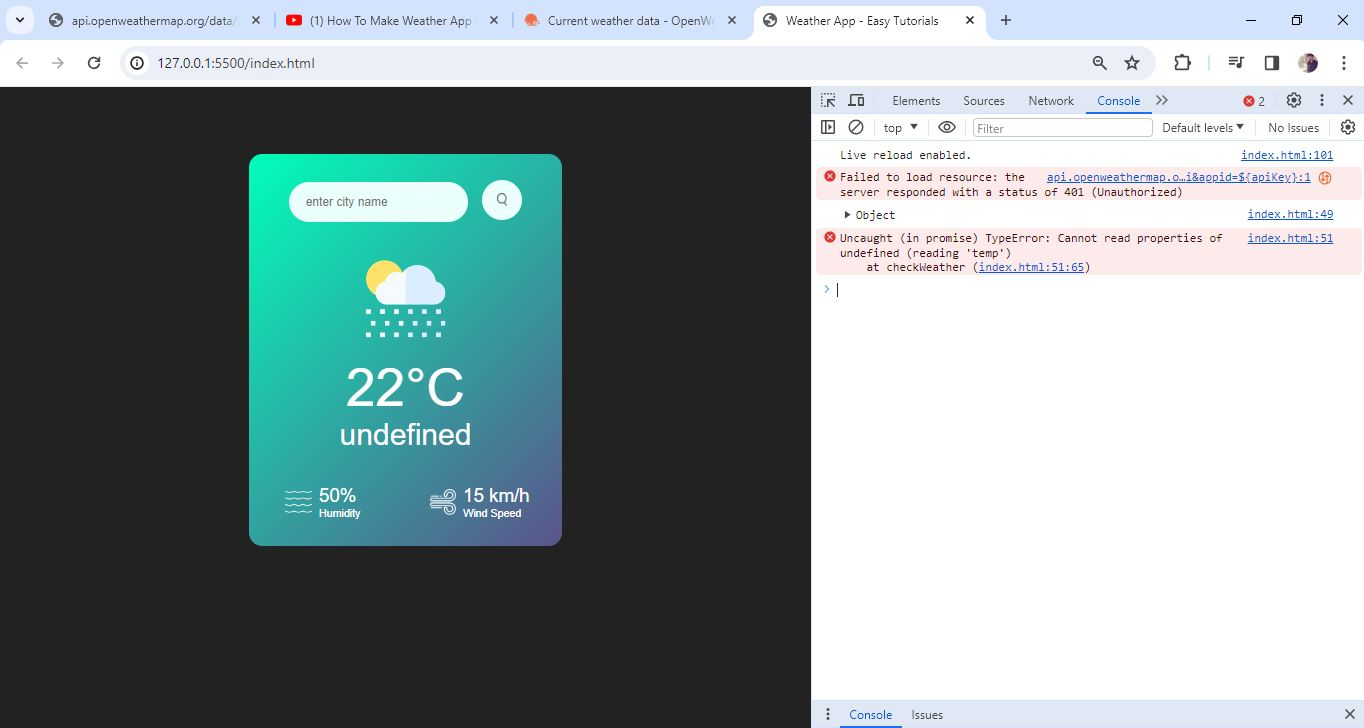 api.openweathermap.org/data/
(1) How To Make Weather App
Current weather data - OpenWe
Weather App - Easy Tutorials
127.0.0.1:5500/index.html
Elements Sources Network Console 2
top Filter Default levels No Issues
Live reload enabled. index.html:101
Failed to load resource: the api.openweathermap.o…i&appid=${apiKey}:1
server responded with a status of 401 (Unauthorized)
Object index.html:49
Uncaught (in promise) TypeError: Cannot read properties of index.html:51
undefined (reading 'temp')
at checkWeather (index.html:51:65)
enter city name
22°C
undefined
50%
Humidity
15 km/h
Wind Speed
Console Issues